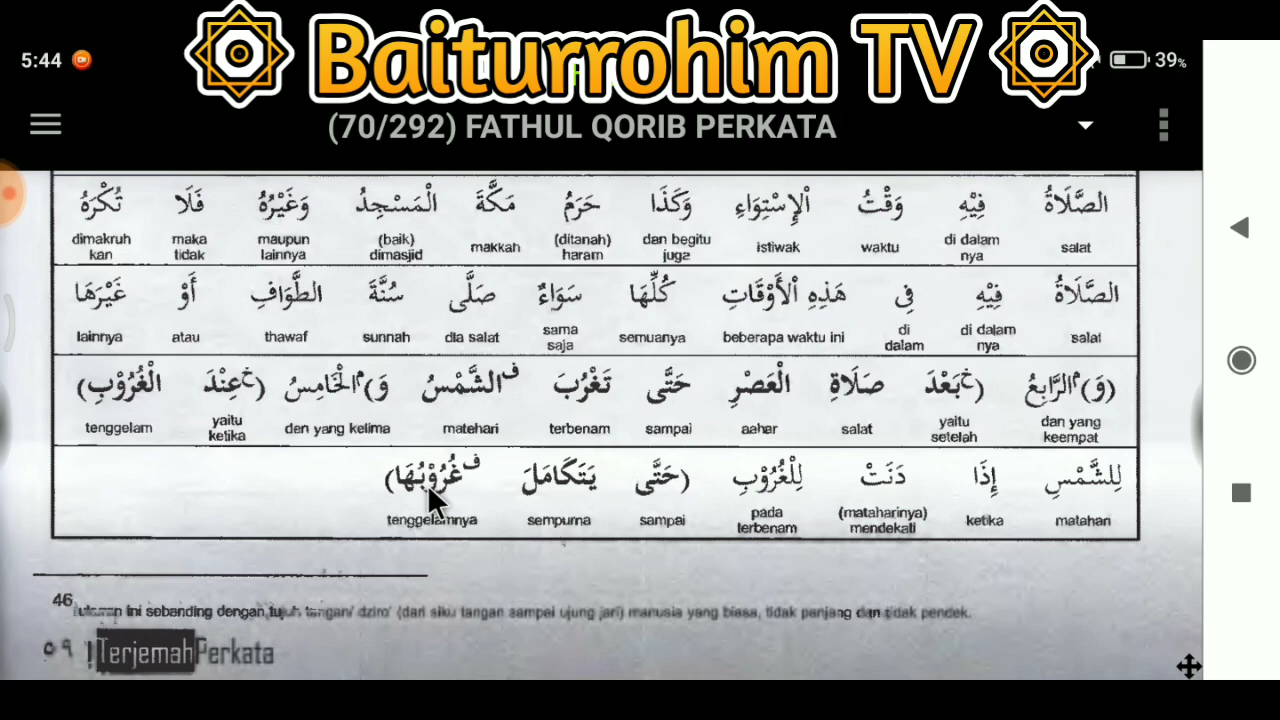 Baiturrohim TV
5:44
39%
(70/292) FATHUL QORIB PERKATA
الصَّلَاةُ فِيْهِ وَقْتُ الْاِسْتِوَاءِ وَكَذَا حَرَمُ مَكَّةَ الْمَسْجِدُ وَغَيْرُهُ فَلَا تُكْرَهُ
salat di dalam nya waktu istiwak dan begitu juga (ditanah) haram makkah (baik) dimasjid maupun lainnya maka tidak dimakruh kan
الصَّلَاةُ فِيْهِ فِى هَذِهِ الْأَوْقَاتِ كُلِّهَا سَوَاءٌ صَلَّى سُنَّةَ الطَّوَافِ أَوْ غَيْرَهَا
salat di dalam nya di dalam beberapa waktu ini semuanya sama saja dia salat sunnah thawaf atau lainnya
(وَ) م الرَّابِعُ (خ بَعْدَ صَلَاةِ الْعَصْرِ حَتَّى تَغْرُبَ ف الشَّمْسُ وَ) م الْخَامِسُ (خ عِنْدَ الْغُرُوْبِ)
dan yang keempat yaitu setelah salat ashar sampai terbenam matehari den yang kelima yaitu ketika tenggelam
لِلشَّمْسِ إِذَا دَنَتْ لِلْغُرُوْبِ (حَتَّى يَتَكَامَلَ ف غُرُوْبُهَا)
matahari ketika (mataharinya) mendekati pada terbenam sampai sempurna tenggelamnya
46 ukuran ini sebanding dengan tujuh tangan/ dziro' (dari siku tangan sampai ujung jari) manusia yang biasa, tidak panjang dan tidak pendek.
٥٩ Terjemah Perkata